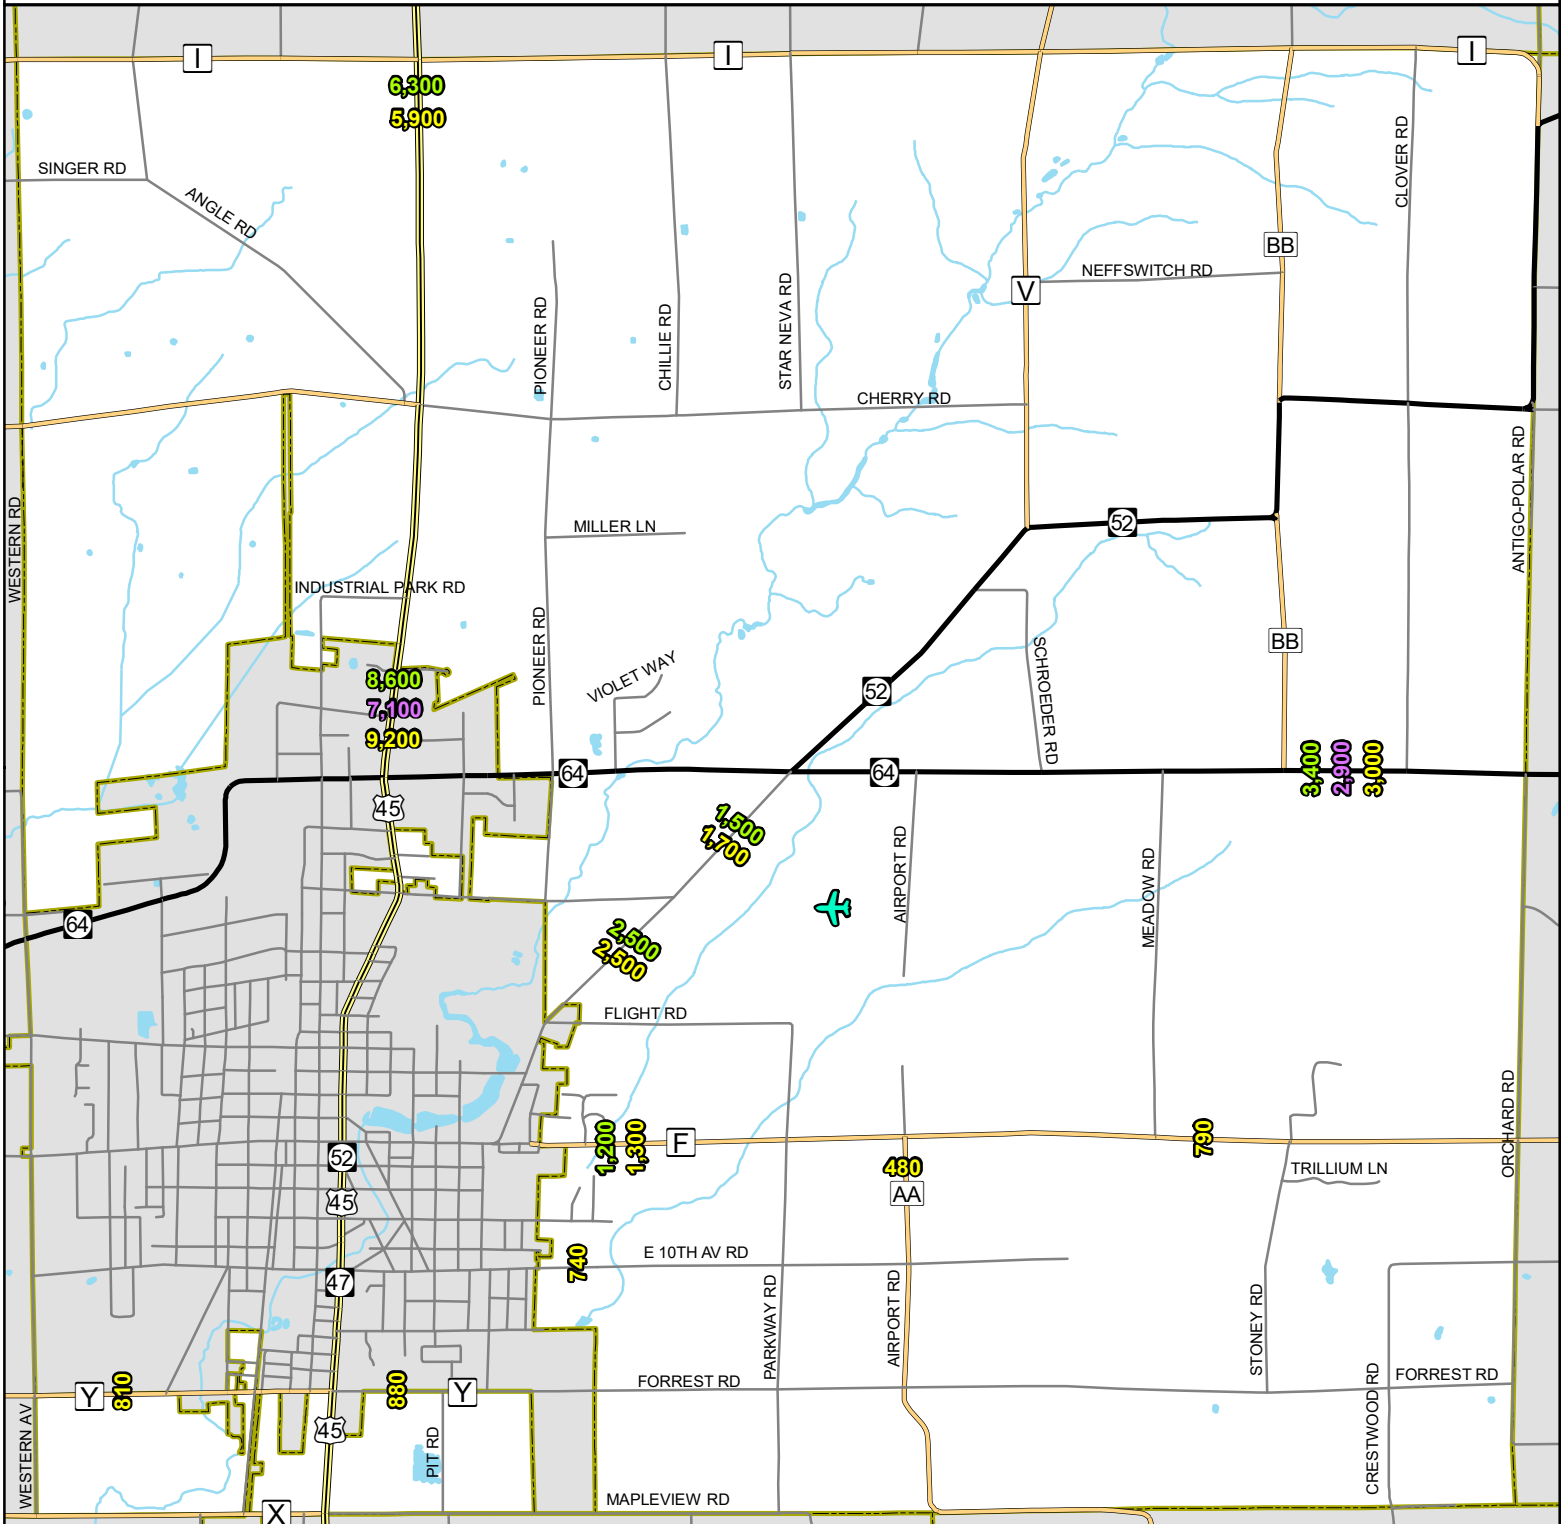 I
I
I
6,300
5,900
SINGER RD
ANGLE RD
CLOVER RD
BB
NEFFSWITCH RD
V
PIONEER RD
CHILLIE RD
STAR NEVA RD
CHERRY RD
WESTERN RD
ANTIGO-POLAR RD
MILLER LN
52
INDUSTRIAL PARK RD
PIONEER RD
VIOLET WAY
SCHROEDER RD
BB
8,600
7,100
9,200
52
64
64
3,400
2,900
3,000
45
1,500
1,700
AIRPORT RD
MEADOW RD
64
2,500
2,500
FLIGHT RD
ORCHARD RD
1,200
1,300
F
790
52
480
TRILLIUM LN
AA
45
E 10TH AV RD
740
47
PARKWAY RD
AIRPORT RD
STONEY RD
CRESTWOOD RD
FORREST RD
FORREST RD
Y
810
880
Y
45
WESTERN AV
PIT RD
MAPLEVIEW RD
X